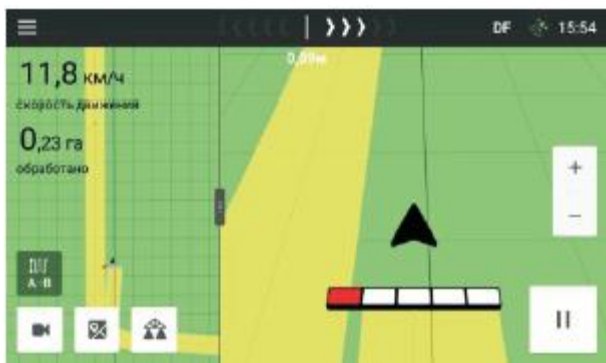 DF 15:54
0,09м
11,8 км/ч
скорость движения
0,23 га
обработано
A-B
+
−